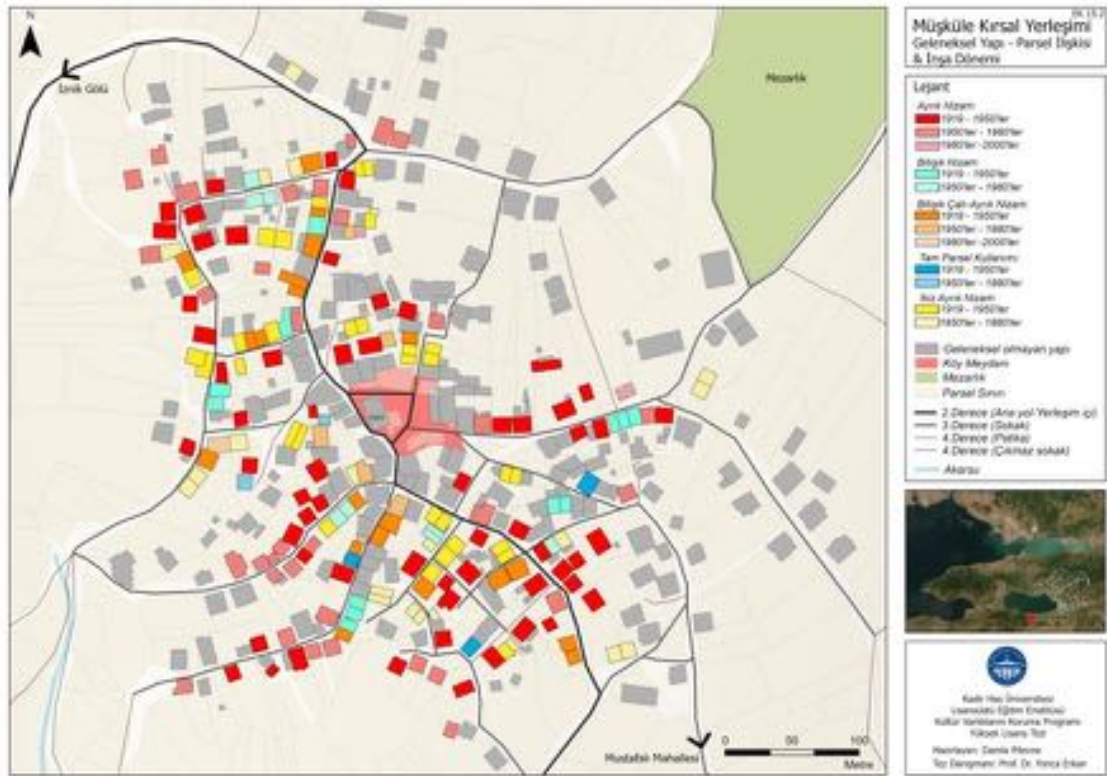 N
İznik Gölü
Mezarlık
Mustafalı Mahallesi
0 50 100
Metre
Müşküle Kırsal Yerleşimi
Geleneksel Yapı - Parsel İlişkisi
& İnşa Dönemi
Lejant
Ayrık Nizam
1919 - 1950'ler
1950'ler - 1980'ler
1980'ler -2000'ler
Bitişik Nizam
1919 - 1950'ler
1950'ler - 1980'ler
Bitişik Çatı-Ayrık Nizam
1919 - 1950'ler
1950'ler - 1980'ler
1980'ler -2000'ler
Tam Parsel Kullanımı
1919 - 1950'ler
1950'ler - 1980'ler
İkiz Ayrık Nizam
1919 - 1950'ler
1950'ler - 1980'ler
Geleneksel olmayan yapı
Köy Meydanı
Mezarlık
Parsel Sınırı
2.Derece (Ana yol-Yerleşim içi)
3.Derece (Sokak)
4.Derece (Patika)
4.Derece (Çıkmaz sokak)
Akarsu
Kadir Has Üniversitesi
Lisansüstü Eğitim Enstitüsü
Kültür Varlıklarını Koruma Programı
Yüksek Lisans Tezi
Hazırlayan: Damla
Tez Danışmanı: Prof. Dr. Yonca Erkan